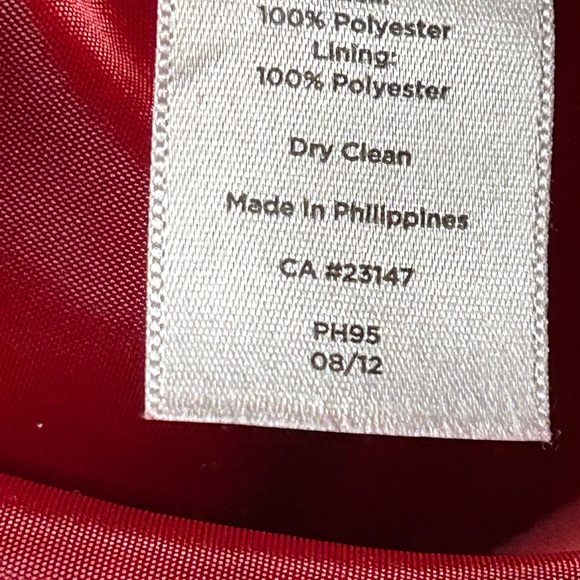 100% Polyester
Lining:
100% Polyester
Dry Clean
Made in Philippines
CA #23147
PH95
08/12